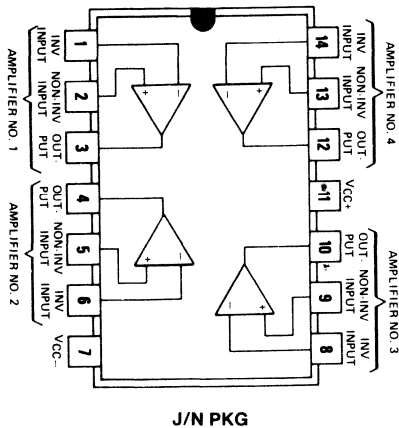 AMPLIFIER NO. 1
INV
INPUT
1
NON-INV
INPUT
2
OUT-
PUT
3
AMPLIFIER NO. 2
OUT-
PUT
4
NON-INV
INPUT
5
INV
INPUT
6
VCC−
7
+
−
+
−
−
+
−
+
14
INV
INPUT
13
NON-INV
INPUT
12
OUT-
PUT
AMPLIFIER NO. 4
11
VCC+
10
OUT-
PUT
9
NON-INV
INPUT
8
INV
INPUT
AMPLIFIER NO. 3
J/N PKG